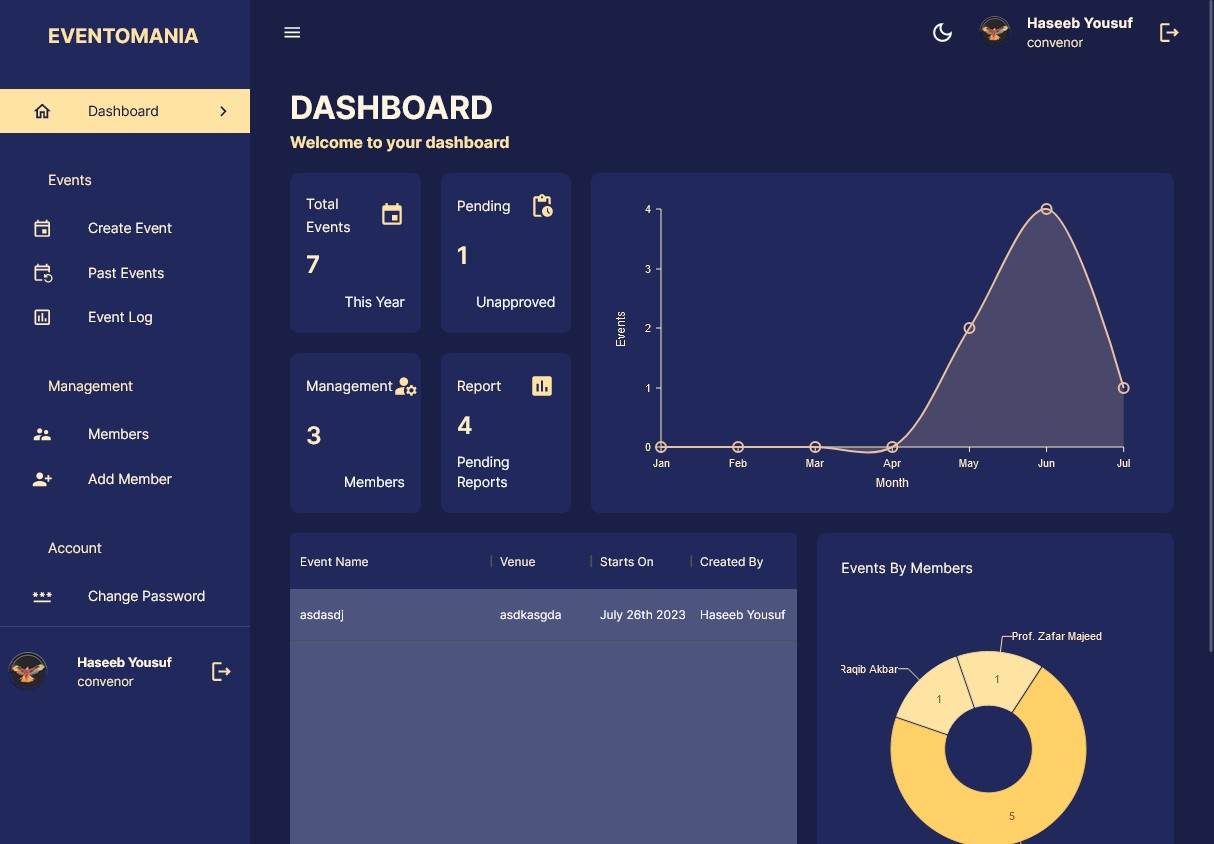 EVENTOMANIA
Haseeb Yousuf
convenor
Dashboard
Events
Create Event
Past Events
Event Log
Management
Members
Add Member
Account
Change Password
Haseeb Yousuf
convenor
DASHBOARD
Welcome to your dashboard
Total
Events
7
This Year
Pending
1
Unapproved
Management
3
Members
Report
4
Pending
Reports
4
3
2
1
0
Events
Jan Feb Mar Apr May Jun Jul
Month
Event Name Venue Starts On Created By
asdasdj asdkasgda July 26th 2023 Haseeb Yousuf
Events By Members
Prof. Zafar Majeed
Raqib Akbar
1
1
5